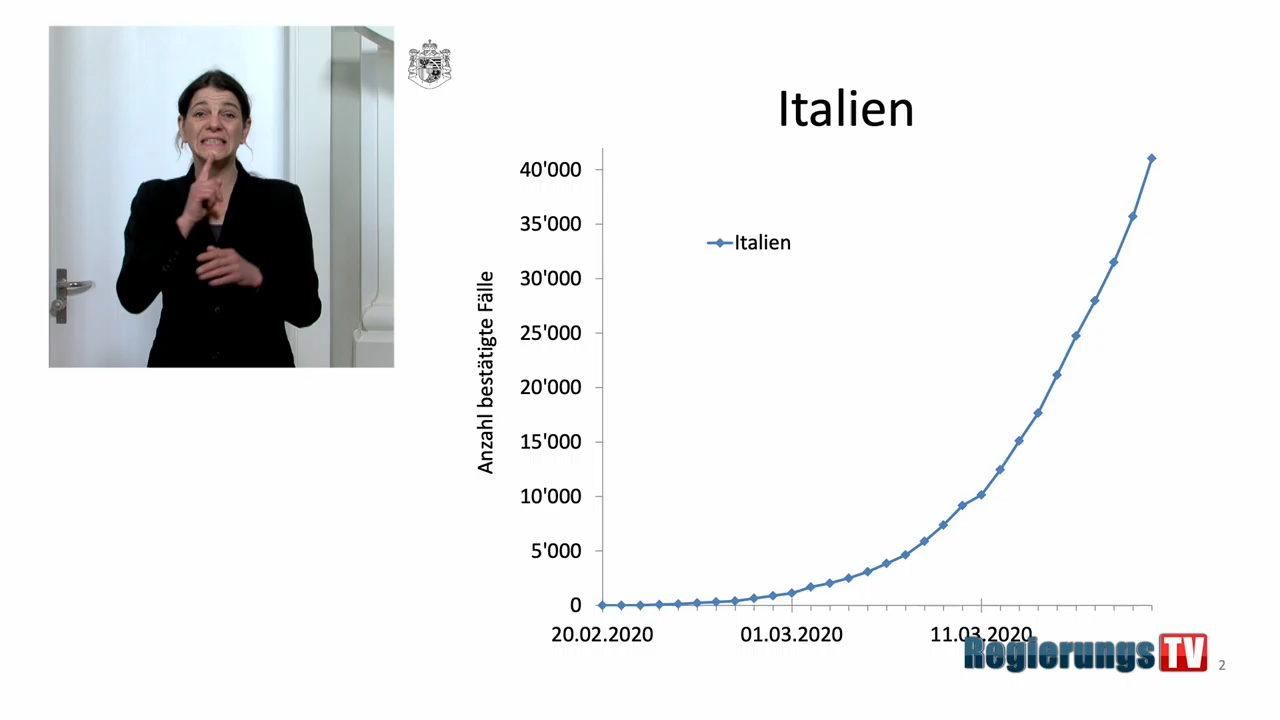 Italien
40'000
35'000
30'000
25'000
20'000
15'000
10'000
5'000
0
Anzahl bestätigte Fälle
Italien
20.02.2020 01.03.2020 11.03.2020
RegierungsTV
2